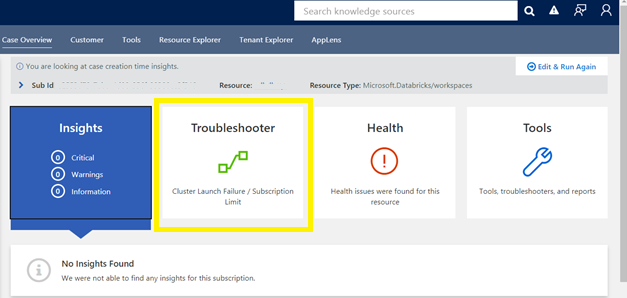 Search knowledge sources
Case Overview Customer Tools Resource Explorer Tenant Explorer AppLens
You are looking at case creation time insights.
Edit & Run Again
Sub Id Resource: Resource Type: Microsoft.Databricks/workspaces
Insights
0 Critical
0 Warnings
0 Information
Troubleshooter
Cluster Launch Failure / Subscription
Limit
Health
Health issues were found for this
resource
Tools
Tools, troubleshooters, and reports
No Insights Found
We were not able to find any insights for this subscription.